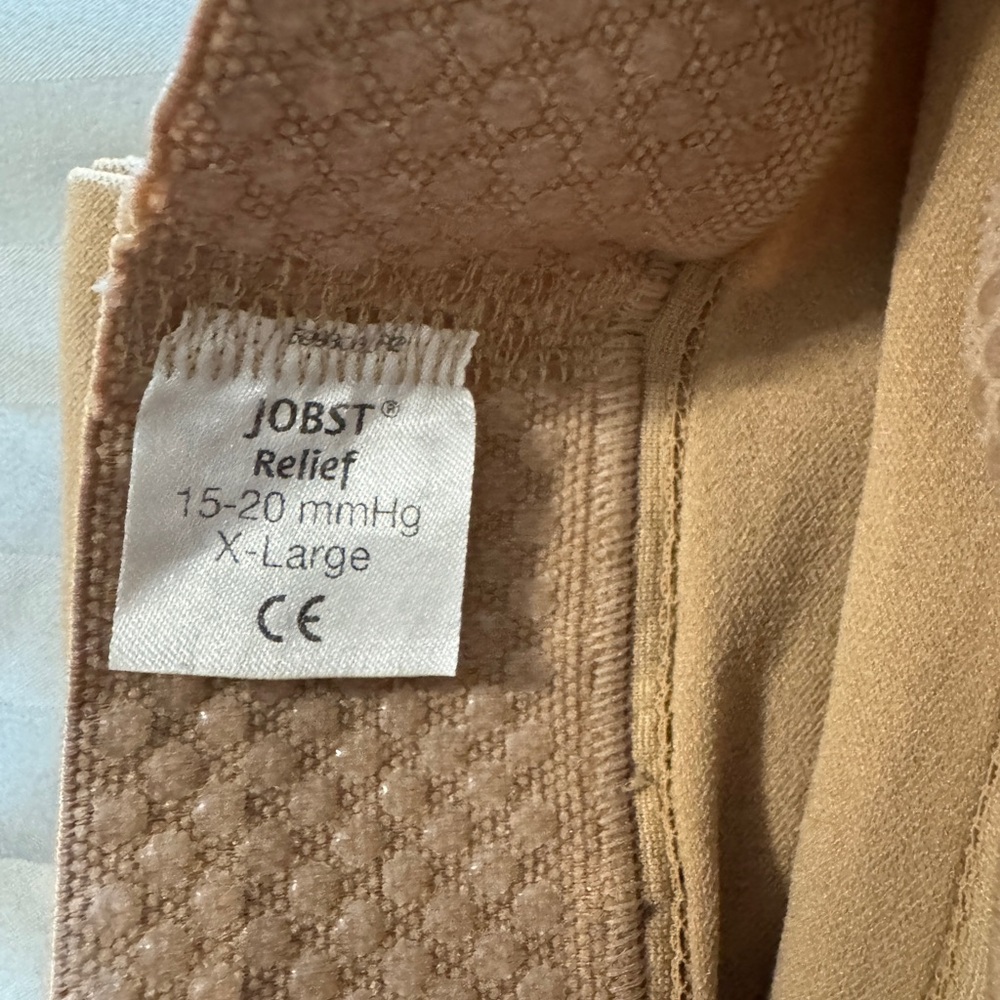 JOBST®
Relief
15-20 mmHg
X-Large
CE